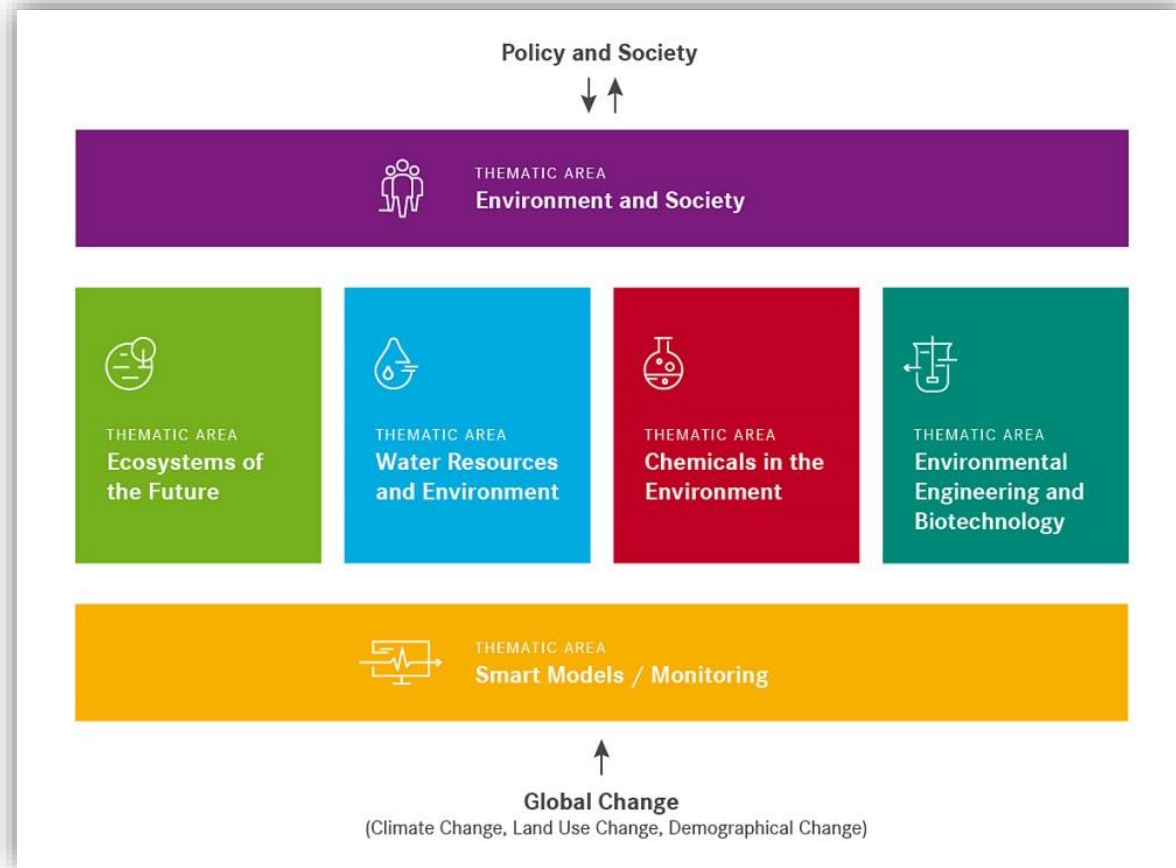 Policy and Society
THEMATIC AREA
Environment and Society
THEMATIC AREA
Ecosystems of
the Future
THEMATIC AREA
Water Resources
and Environment
THEMATIC AREA
Chemicals in the
Environment
THEMATIC AREA
Environmental
Engineering and
Biotechnology
THEMATIC AREA
Smart Models / Monitoring
Global Change
(Climate Change, Land Use Change, Demographical Change)